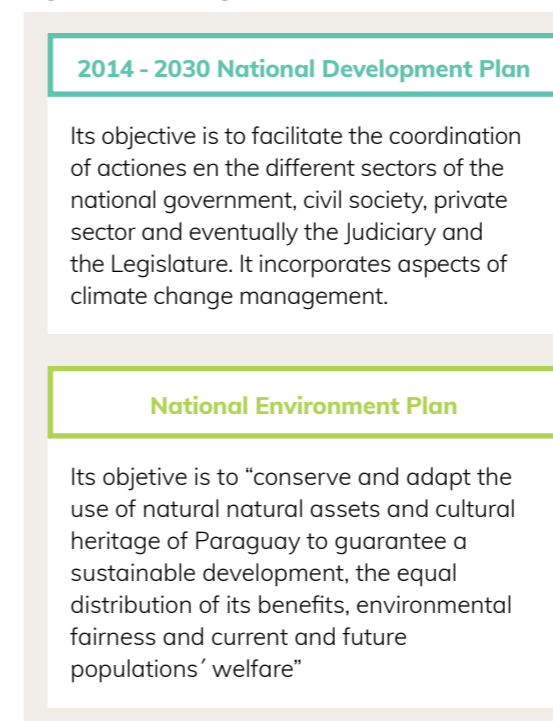 2014 - 2030 National Development Plan
Its objective is to facilitate the coordination
of actiones en the different sectors of the
national government, civil society, private
sector and eventually the Judiciary and
the Legislature. It incorporates aspects of
climate change management.
National Environment Plan
Its objetive is to “conserve and adapt the
use of natural natural assets and cultural
heritage of Paraguay to guarantee a
sustainable development, the equal
distribution of its benefits, environmental
fairness and current and future
populations´ welfare”